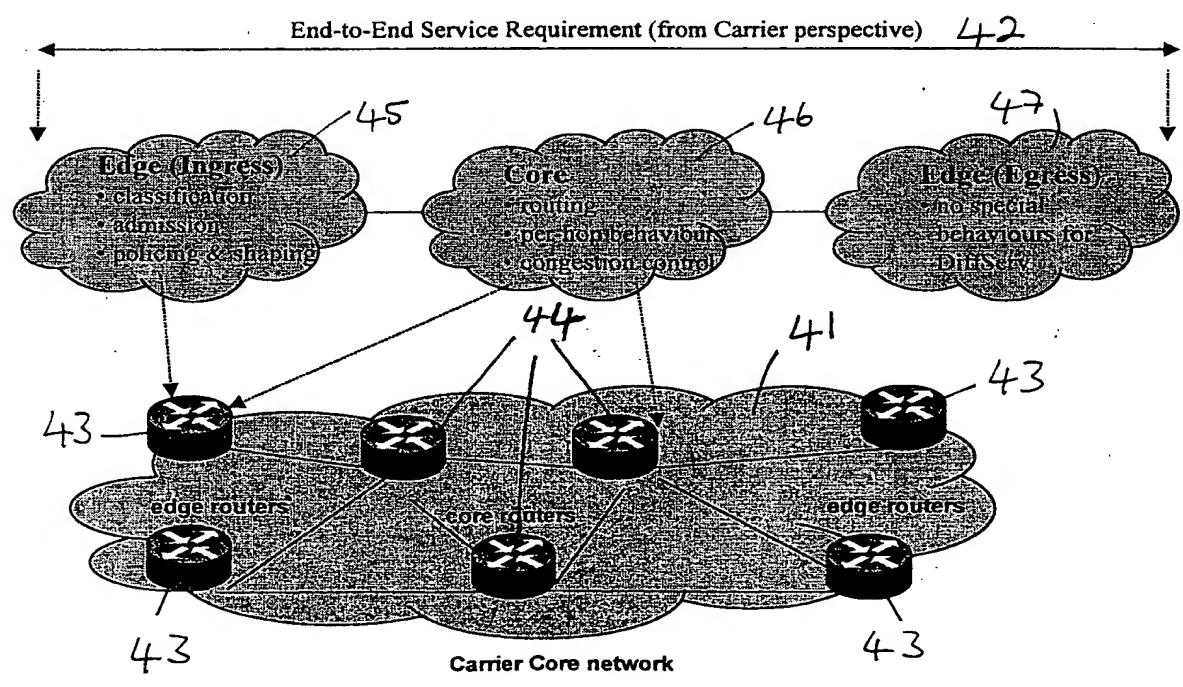 End-to-End Service Requirement (from Carrier perspective) 42
45
46
47
Edge (Ingress)
• classification
• admission
• policing & shaping
Core
• routing
• per-hop behaviours
• congestion control
Edge (Egress)
• no special
behaviours for
DiffServ
44
41
43
43
edge routers
core routers
edge routers
43
43
Carrier Core network